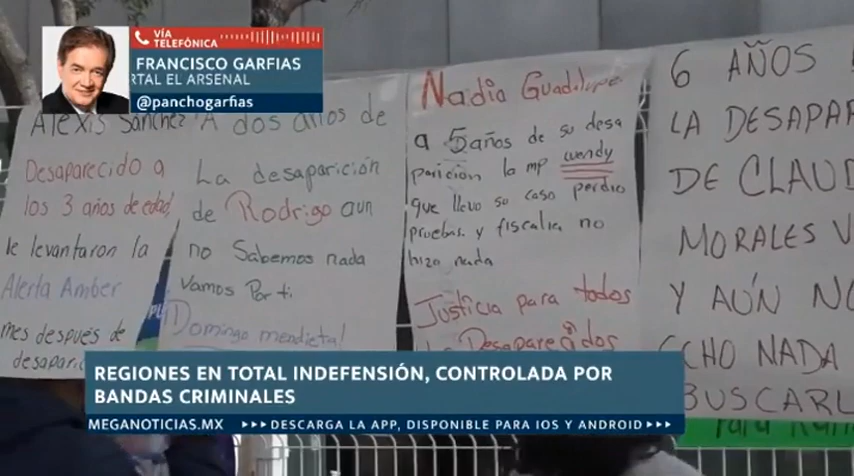 VÍA
TELEFÓNICA
FRANCISCO GARFIAS
RTAL EL ARSENAL
@panchogarfias
Alexis Sánchez
Desaparecido a
los 3 años de edad,
le levantaron la
Alerta Amber
mes después de
desapari
A dos años de
La desaparición
de Rodrigo aun
no Sabemos nada
Vamos Por ti
Domingo mendieta!
Nadia Guadalupe
a 5 años de su desa
parición la mp wendy
que llevo su caso perdio
pruebas y fiscalia no
hizo nada
Justicia para todos
Desaparecidos
6 AÑOS
LA DESAPAR
DE CLAUD
MORALES V
Y AÚN NO
CHO NADA
BUSCARL
para
REGIONES EN TOTAL INDEFENSIÓN, CONTROLADA POR
BANDAS CRIMINALES
MEGANOTICIAS.MX >>> DESCARGA LA APP, DISPONIBLE PARA IOS Y ANDROID >>>